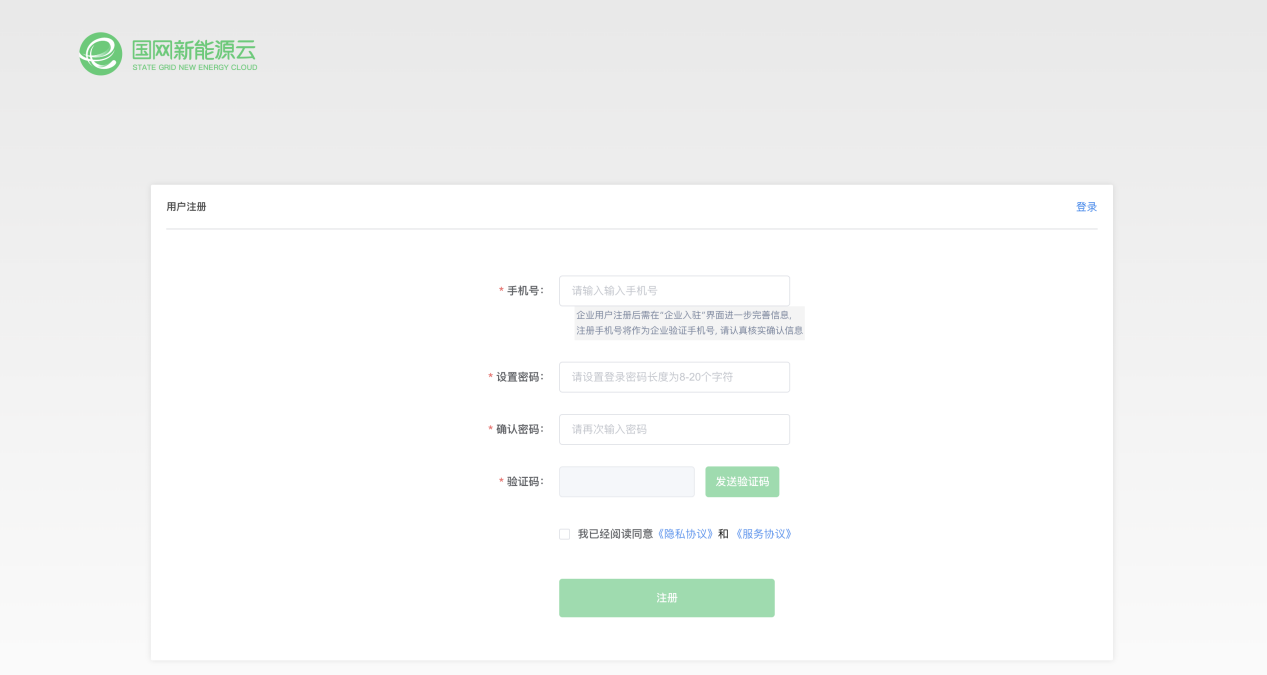 国网新能源云
STATE GRID NEW ENERGY CLOUD
用户注册 登录
* 手机号： 请输入输入手机号
企业用户注册后需在"企业入驻"界面进一步完善信息，
注册手机号将作为企业验证手机号, 请认真核实确认信息
* 设置密码： 请设置登录密码长度为8-20个字符
* 确认密码： 请再次输入密码
* 验证码： 发送验证码
我已经阅读同意《隐私协议》和 《服务协议》
注册